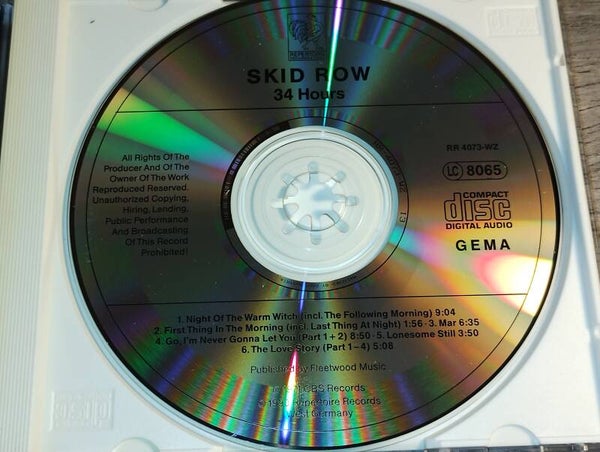 REPERTOIRE
SKID ROW
34 Hours
All Rights Of The
Producer And Of The
Owner Of The Work
Reproduced Reserved.
Unauthorized Copying,
Hiring, Lending,
Public Performance
And Broadcasting
Of This Record
Prohibited!
RR 4073-WZ
LC 8065
COMPACT
disc
DIGITAL AUDIO
GEMA
1. Night Of The Warm Witch (incl. The Following Morning) 9:04
2. First Thing In The Morning (incl. Last Thing At Night) 1:56 · 3. Mar 6:35
4. Go, I'm Never Gonna Let You (Part 1 + 2) 8:50 · 5. Lonesome Still 3:50
6. The Love Story (Part 1–4) 5:08
Published by Fleetwood Music
CBS Records
Repertoire Records
West Germany